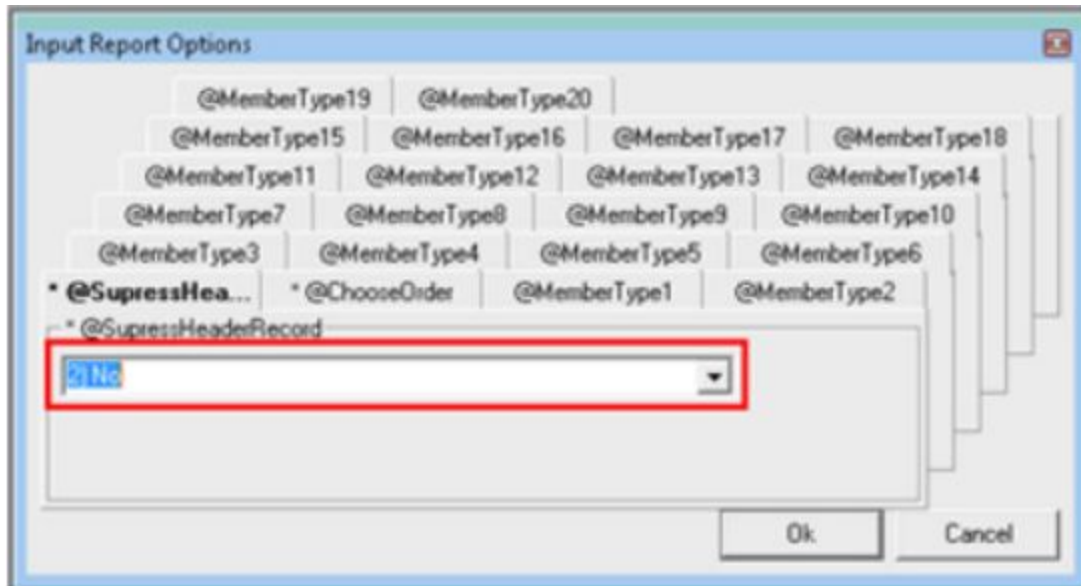 Input Report Options
@MemberType19 @MemberType20
@MemberType15 @MemberType16 @MemberType17 @MemberType18
@MemberType11 @MemberType12 @MemberType13 @MemberType14
@MemberType7 @MemberType8 @MemberType9 @MemberType10
@MemberType3 @MemberType4 @MemberType5 @MemberType6
* @SupressHea... * @ChooseOrder @MemberType1 @MemberType2
* @SupressHeaderRecord
2) No
Ok Cancel